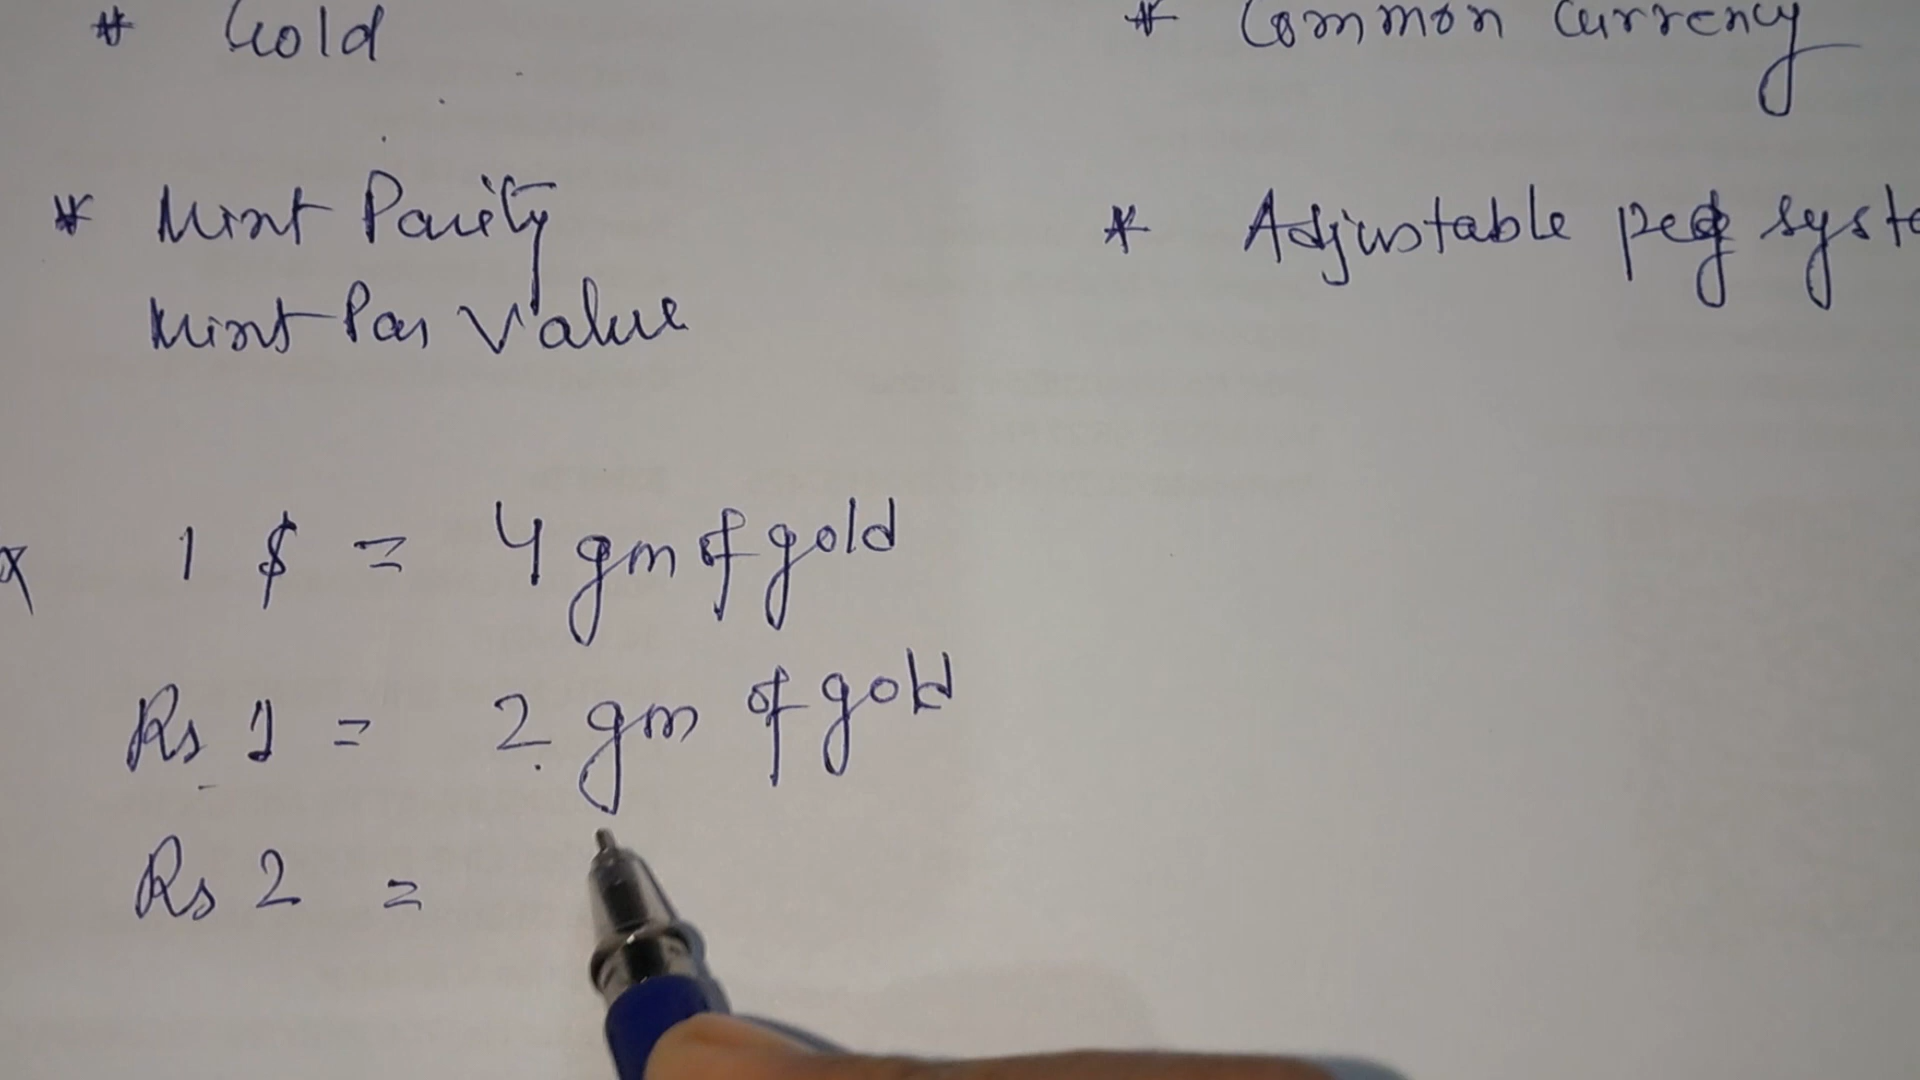 * Gold
* Mint Parity
Mint Par Value
x 1 $ = 4 gm of gold
Rs 1 = 2 gm of gold
Rs 2 =
* Common Currency
* Adjustable peg syste